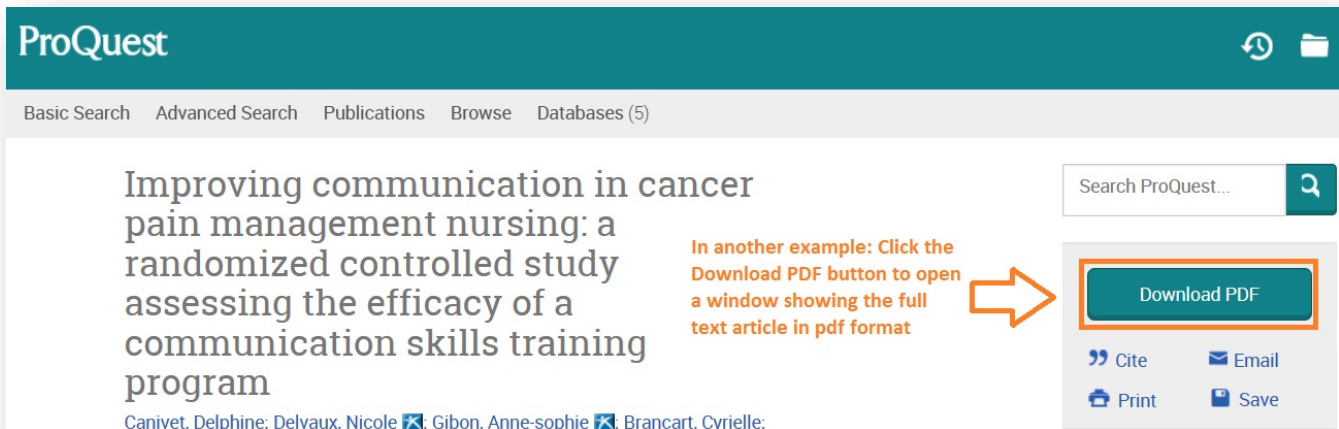 ProQuest
Basic Search Advanced Search Publications Browse Databases (5)
Improving communication in cancer
pain management nursing: a
randomized controlled study
assessing the efficacy of a
communication skills training
program
Canivet, Delphine; Delvaux, Nicole; Gibon, Anne-sophie; Brancart, Cyrielle;
In another example: Click the
Download PDF button to open
a window showing the full
text article in pdf format
Search ProQuest...
Download PDF
Cite Email
Print Save